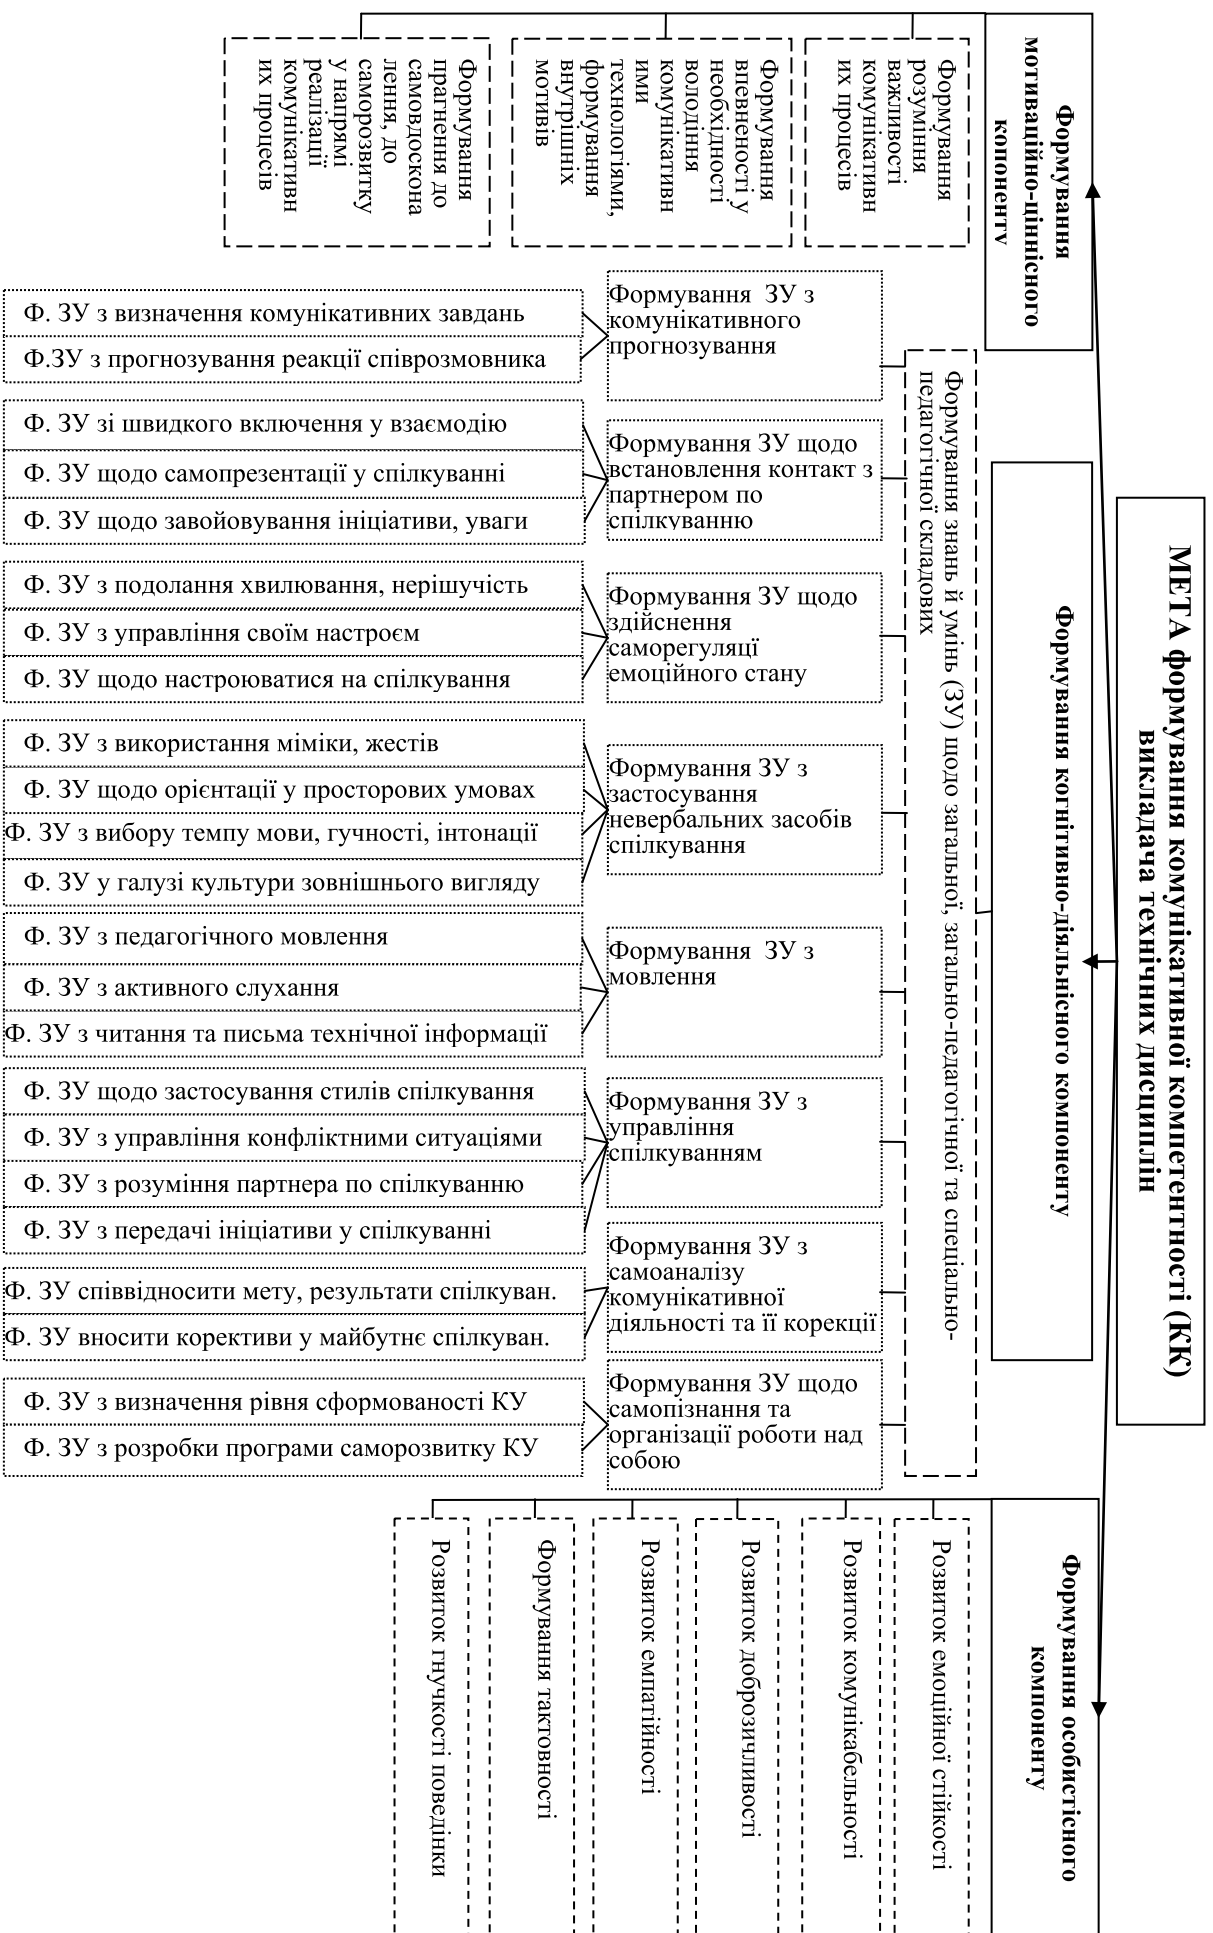 МЕТА формування комунікативної компетентності (КК)
викладача технічних дисциплін
Формування
мотиваційно-ціннісного
копоненту
Формування
розуміння
важливості
комунікативн
их процесів
Формування
впевненості у
необхідності
володіння
комунікативн
ими
технологіями,
формування
внутрішніх
мотивів
Формування
прагнення до
самовдоскона
лення, до
саморозвитку
у напрямі
реалізації
комунікативн
их процесів
Формування когнітивно-діяльнісного компоненту
Формування знань й умінь (ЗУ) щодо загальної, загально-педагогічної та спеціально-
педагогічної складових
Формування ЗУ з
комунікативного
прогнозування
Ф. ЗУ з визначення комунікативних завдань
Ф.ЗУ з прогнозування реакції співрозмовника
Формування ЗУ щодо
встановлення контакт з
партнером по
спілкуванню
Ф. ЗУ зі швидкого включення у взаємодію
Ф. ЗУ щодо самопрезентації у спілкуванні
Ф. ЗУ щодо завойовування ініціативи, уваги
Формування ЗУ щодо
здійснення
саморегуляції
емоційного стану
Ф. ЗУ з подолання хвилювання, нерішучість
Ф. ЗУ з управління своїм настроєм
Ф. ЗУ щодо настроюватися на спілкування
Формування ЗУ з
застосування
невербальних засобів
спілкування
Ф. ЗУ з використання міміки, жестів
Ф. ЗУ щодо орієнтації у просторових умовах
Ф. ЗУ з вибору темпу мови, гучності, інтонації
Ф. ЗУ у галузі культури зовнішнього вигляду
Формування ЗУ з
мовлення
Ф. ЗУ з педагогічного мовлення
Ф. ЗУ з активного слухання
Ф. ЗУ з читання та письма технічної інформації
Формування ЗУ з
управління
спілкуванням
Ф. ЗУ щодо застосування стилів спілкування
Ф. ЗУ з управління конфліктними ситуаціями
Ф. ЗУ з розуміння партнера по спілкуванню
Ф. ЗУ з передачі ініціативи у спілкуванні
Формування ЗУ з
самоаналізу
комунікативної
діяльності та її корекції
Ф. ЗУ співвідносити мету, результати спілкуван.
Ф. ЗУ вносити корективи у майбутнє спілкуван.
Формування ЗУ щодо
самопізнання та
організації роботи над
собою
Ф. ЗУ з визначення рівня сформованості КУ
Ф. ЗУ з розробки програми саморозвитку КУ
Формування особистісного
компоненту
Розвиток емоційної стійкості
Розвиток комунікабельності
Розвиток доброзичливості
Розвиток емпатійності
Формування тактовності
Розвиток гнучкості поведінки